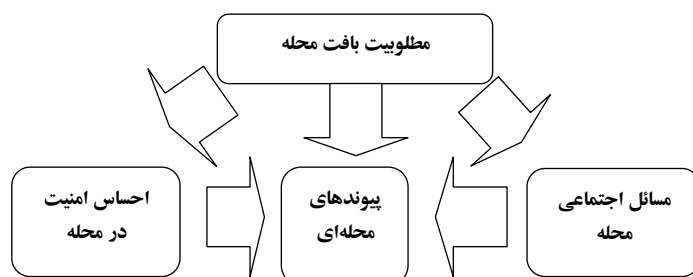 مطلوبیت بافت محله
مسائل اجتماعی
محله
پیوندهای
محله‌ای
احساس امنیت
در محله